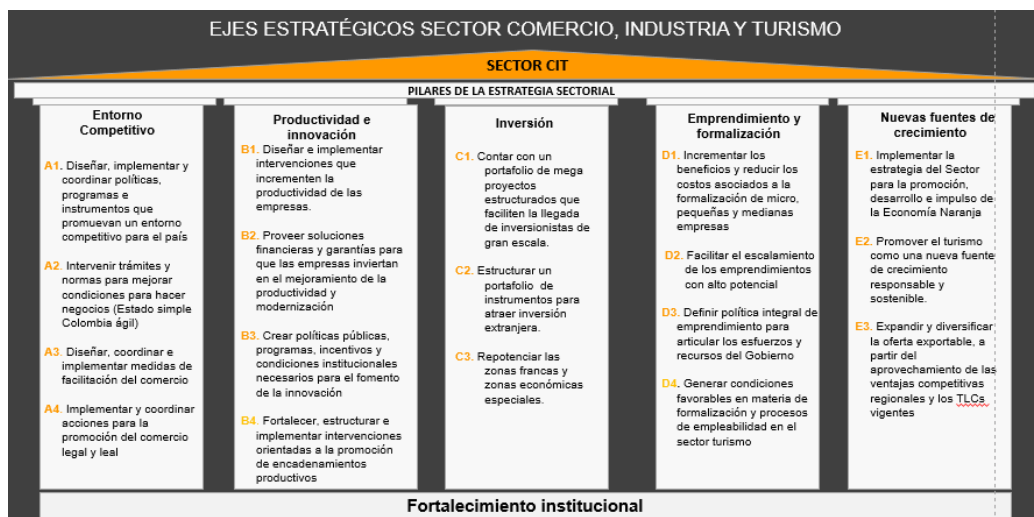 EJES ESTRATÉGICOS SECTOR COMERCIO, INDUSTRIA Y TURISMO
SECTOR CIT
PILARES DE LA ESTRATEGIA SECTORIAL
Entorno
Competitivo
A1. Diseñar, implementar y
coordinar políticas,
programas e
instrumentos que
promuevan un entorno
competitivo para el país
A2. Intervenir trámites y
normas para mejorar
condiciones para hacer
negocios (Estado simple
Colombia ágil)
A3. Diseñar, coordinar e
implementar medidas de
facilitación del comercio
A4. Implementar y coordinar
acciones para la
promoción del comercio
legal y leal
Productividad e
innovación
B1. Diseñar e implementar
intervenciones que
incrementen la
productividad de las
empresas.
B2. Proveer soluciones
financieras y garantías para
que las empresas inviertan
en el mejoramiento de la
productividad y
modernización
B3. Crear políticas públicas,
programas, incentivos y
condiciones institucionales
necesarios para el fomento
de la innovación
B4. Fortalecer, estructurar e
implementar intervenciones
orientadas a la promoción
de encadenamientos
productivos
Inversión
C1. Contar con un
portafolio de mega
proyectos
estructurados que
faciliten la llegada
de inversionistas de
gran escala.
C2. Estructurar un
portafolio de
instrumentos para
atraer inversión
extranjera.
C3. Repotenciar las
zonas francas y
zonas económicas
especiales.
Emprendimiento y
formalización
D1. Incrementar los
beneficios y reducir los
costos asociados a la
formalización de micro,
pequeñas y medianas
empresas
D2. Facilitar el escalamiento
de los emprendimientos
con alto potencial
D3. Definir política integral de
emprendimiento para
articular los esfuerzos y
recursos del Gobierno
D4. Generar condiciones
favorables en materia de
formalización y procesos
de empleabilidad en el
sector turismo
Nuevas fuentes de
crecimiento
E1. Implementar la
estrategia del Sector
para la promoción,
desarrollo e impulso de
la Economía Naranja
E2. Promover el turismo
como una nueva fuente
de crecimiento
responsable y
sostenible.
E3. Expandir y diversificar
la oferta exportable, a
partir del
aprovechamiento de las
ventajas competitivas
regionales y los TLCs
vigentes
Fortalecimiento institucional